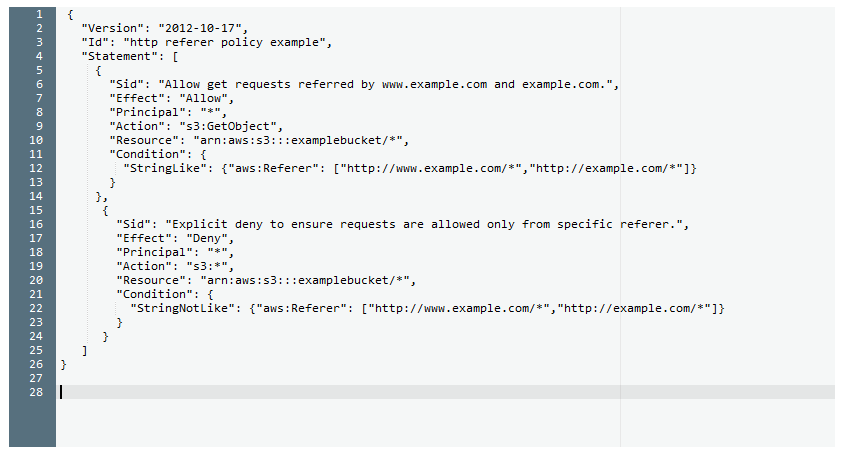 1 {
2 "Version": "2012-10-17",
3 "Id": "http referer policy example",
4 "Statement": [
5 {
6 "Sid": "Allow get requests referred by www.example.com and example.com.",
7 "Effect": "Allow",
8 "Principal": "*",
9 "Action": "s3:GetObject",
10 "Resource": "arn:aws:s3:::examplebucket/*",
11 "Condition": {
12 "StringLike": {"aws:Referer": ["http://www.example.com/*","http://example.com/*"]}
13 }
14 },
15 {
16 "Sid": "Explicit deny to ensure requests are allowed only from specific referer.",
17 "Effect": "Deny",
18 "Principal": "*",
19 "Action": "s3:*",
20 "Resource": "arn:aws:s3:::examplebucket/*",
21 "Condition": {
22 "StringNotLike": {"aws:Referer": ["http://www.example.com/*","http://example.com/*"]}
23 }
24 }
25 ]
26 }
27
28